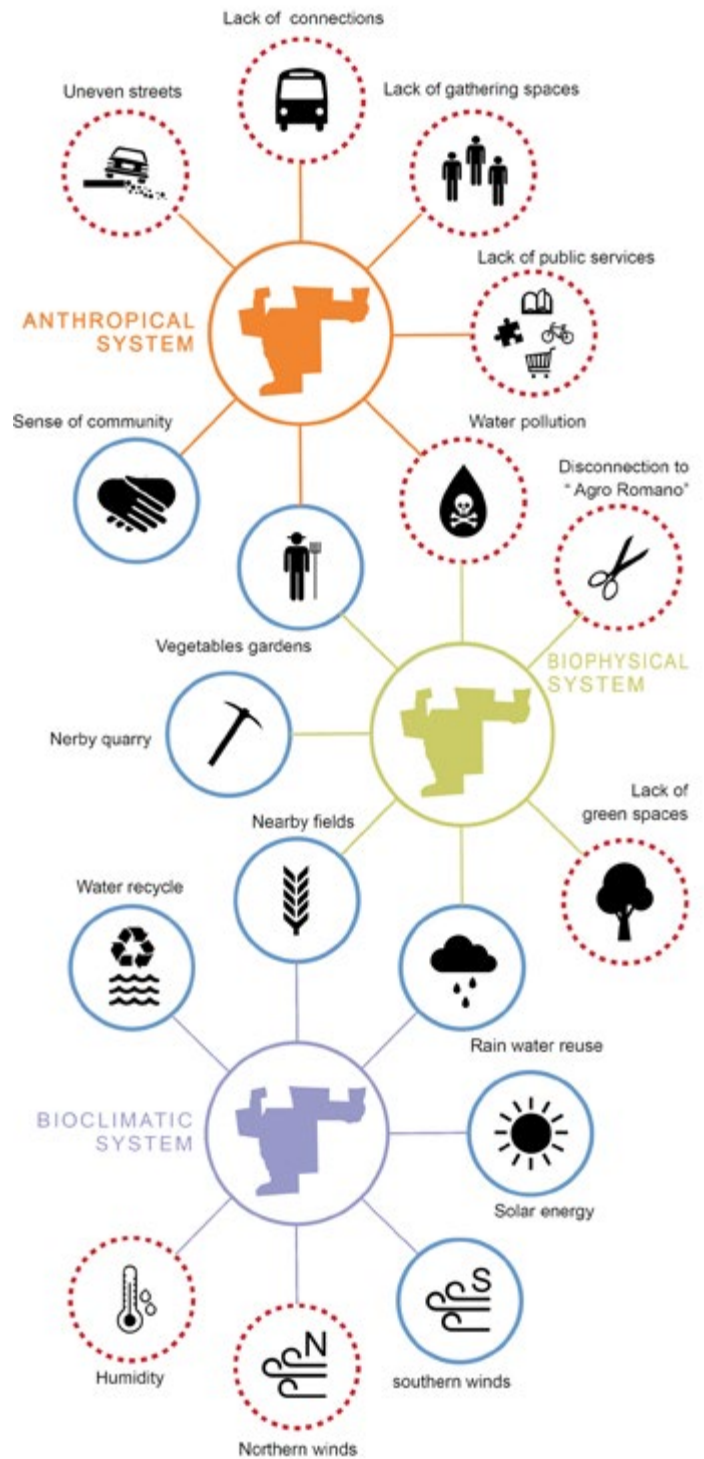 Lack of connections
Uneven streets
Lack of gathering spaces
Lack of public services
ANTHROPICAL
SYSTEM
Sense of community
Water pollution
Disconnection to
" Agro Romano"
Vegetables gardens
BIOPHYSICAL
SYSTEM
Nerby quarry
Lack of
green spaces
Nearby fields
Water recycle
Rain water reuse
BIOCLIMATIC
SYSTEM
Solar energy
S
southern winds
Humidity
N
Northern winds